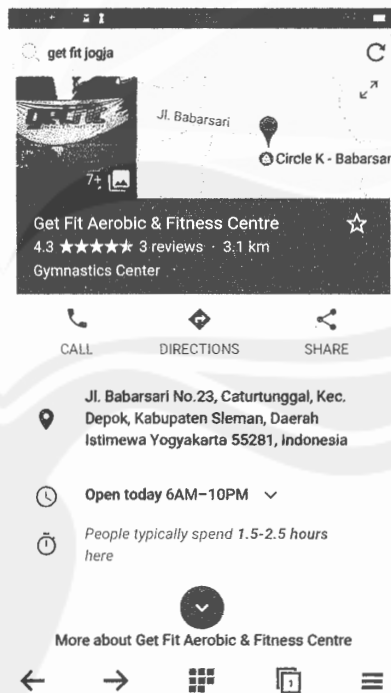 get fit jogja
GetFit
Jl. Babarsari
7+
Circle K - Babarsar
Get Fit Aerobic & Fitness Centre
4.3 ★★★★★ 3 reviews · 3.1 km
Gymnastics Center
CALL DIRECTIONS SHARE
Jl. Babarsari No.23, Caturtunggal, Kec.
Depok, Kabupaten Sleman, Daerah
Istimewa Yogyakarta 55281, Indonesia
Open today 6AM–10PM
People typically spend 1.5-2.5 hours
here
More about Get Fit Aerobic & Fitness Centre
1